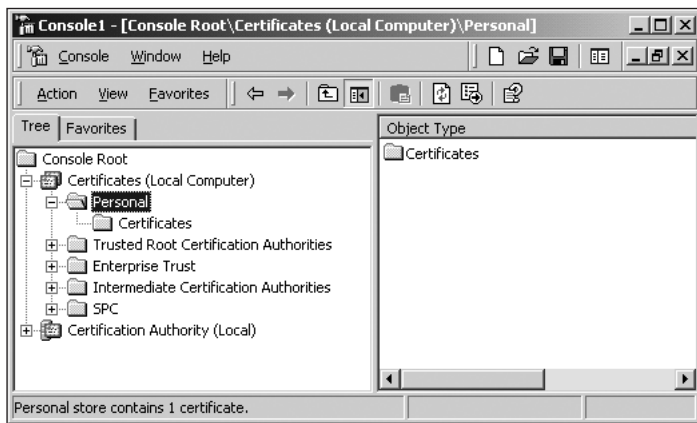 Console1 - [Console Root\Certificates (Local Computer)\Personal]
Console Window Help
Action View Favorites
Tree Favorites
Console Root
Certificates (Local Computer)
Personal
Certificates
Trusted Root Certification Authorities
Enterprise Trust
Intermediate Certification Authorities
SPC
Certification Authority (Local)
Object Type
Certificates
Personal store contains 1 certificate.